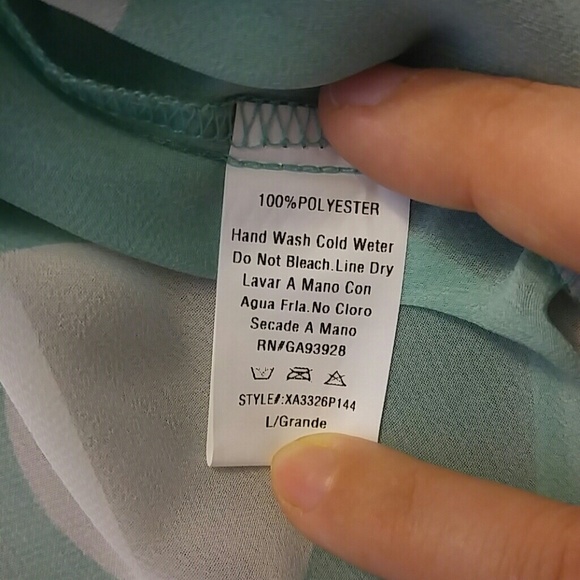 100%POLYESTER
Hand Wash Cold Weter
Do Not Bleach.Line Dry
Lavar A Mano Con
Agua Frla.No Cloro
Secade A Mano
RN#GA93928
STYLE#:XA3326P144
L/Grande